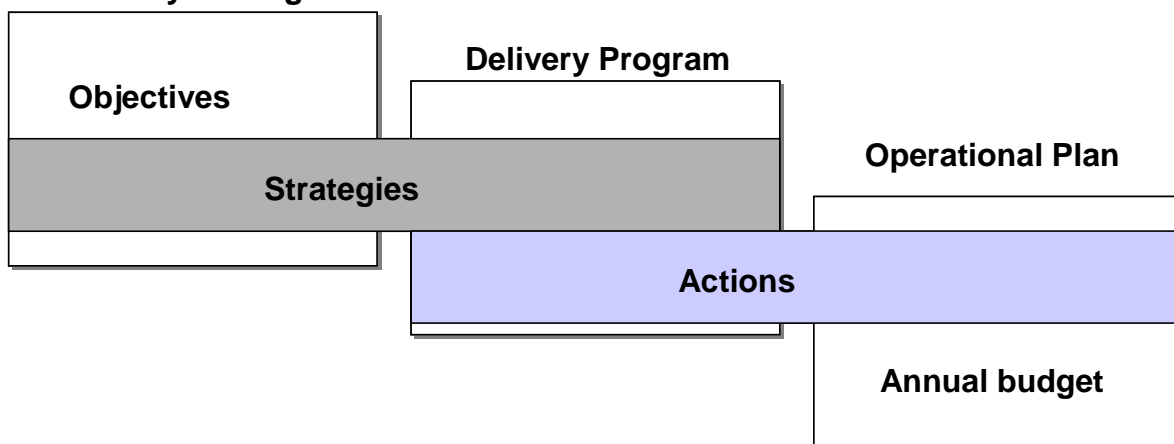 Delivery Program
Objectives
Operational Plan
Strategies
Actions
Annual budget